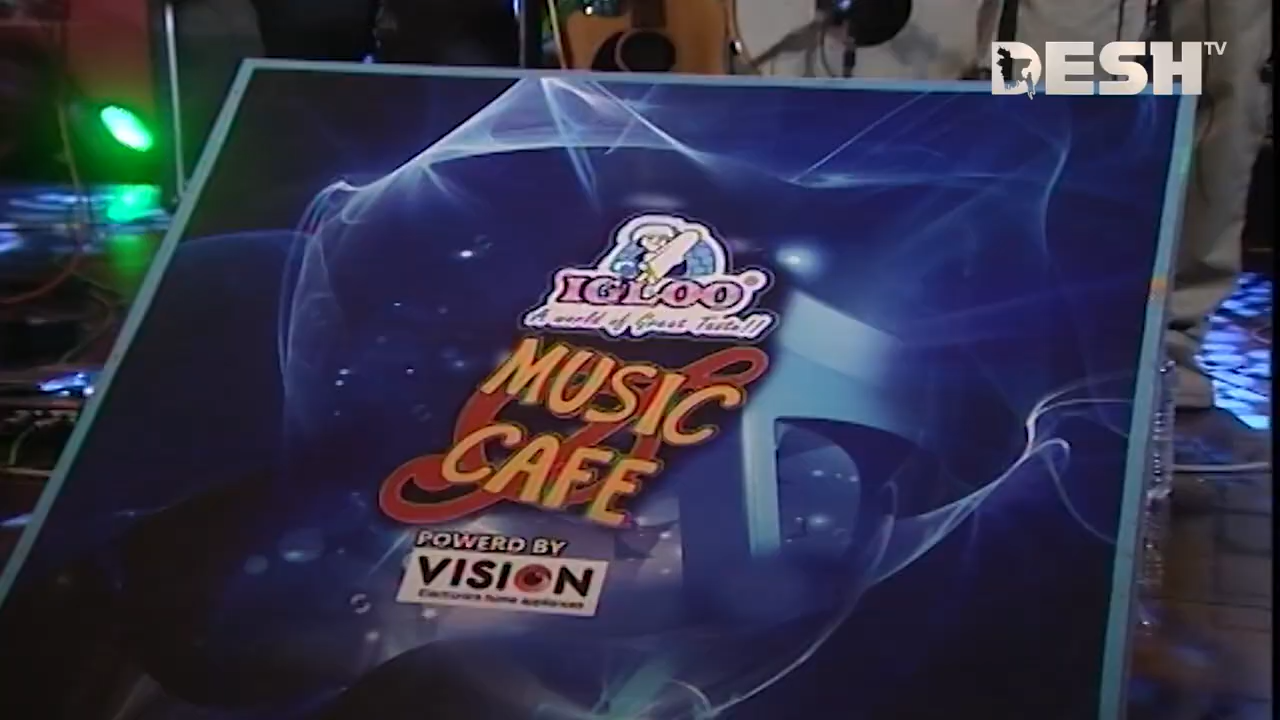 DESH TV
IGLOO®
A world of Great Taste!!
MUSIC
CAFE
POWERD BY
VISION
Electronics home appliances